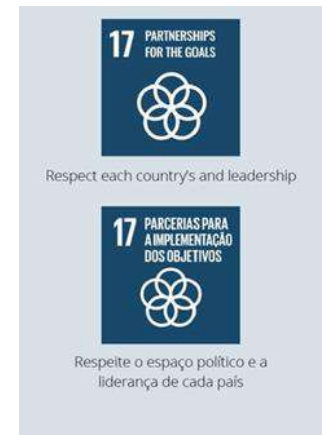 17 PARTNERSHIPS
FOR THE GOALS
Respect each country's and leadership
17 PARCERIAS PARA
A IMPLEMENTAÇÃO
DOS OBJETIVOS
Respeite o espaço político e a
liderança de cada país